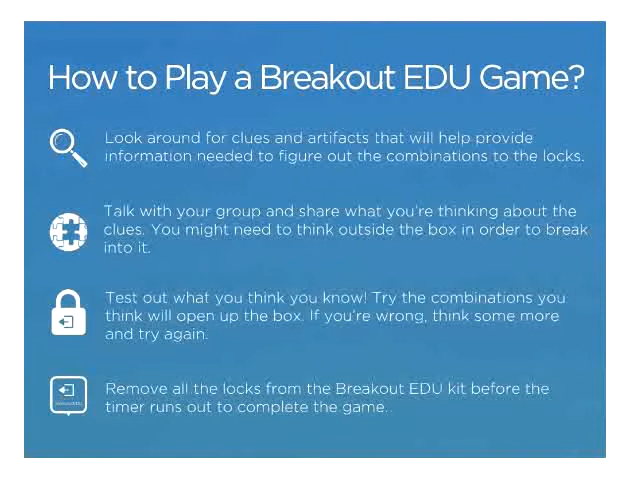 How to Play a Breakout EDU Game?
Look around for clues and artifacts that will help provide
information needed to figure out the combinations to the locks.
Talk with your group and share what you're thinking about the
clues. You might need to think outside the box in order to break
into it.
Test out what you think you know! Try the combinations you
think will open up the box. If you're wrong, think some more
and try again.
Remove all the locks from the Breakout EDU kit before the
timer runs out to complete the game.